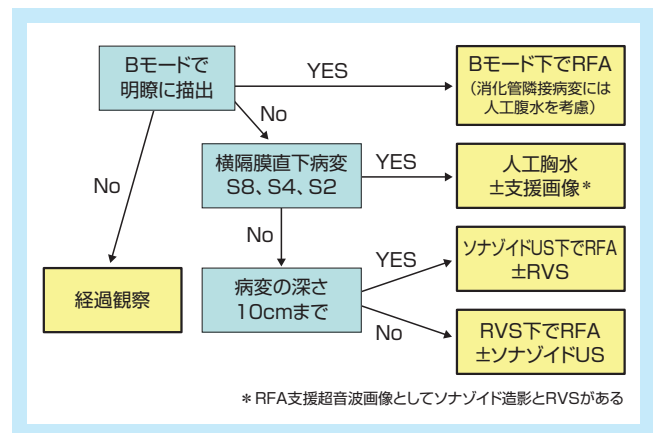 Bモードで
明瞭に描出
YES
Bモード下でRFA
（消化管隣接病変には
人工腹水を考慮）
No
No
横隔膜直下病変
S8、S4、S2
YES
人工胸水
±支援画像*
No
経過観察
病変の深さ
10cmまで
YES
ソナゾイドUS下でRFA
±RVS
No
RVS下でRFA
±ソナゾイドUS
*RFA支援超音波画像としてソナゾイド造影とRVSがある